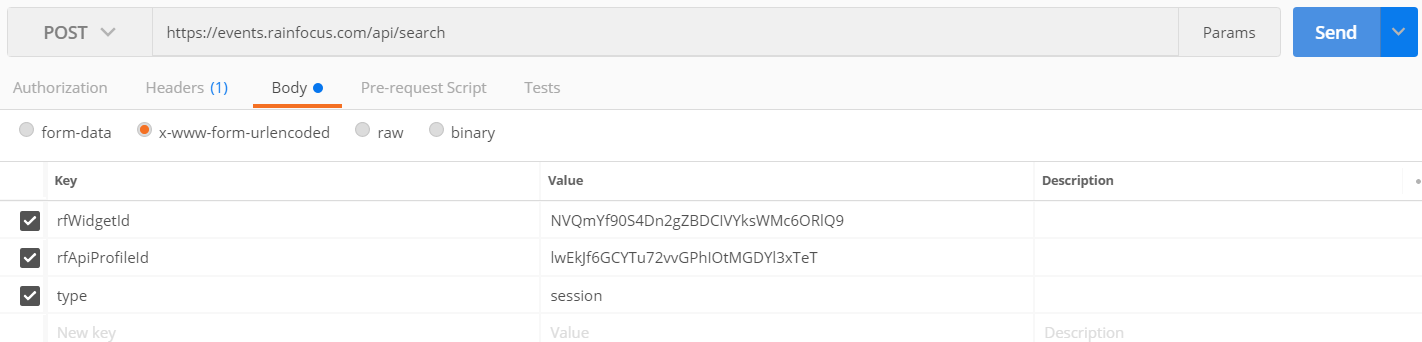 POST https://events.rainfocus.com/api/search Params Send
Authorization Headers (1) Body Pre-request Script Tests
form-data x-www-form-urlencoded raw binary
Key Value Description
rfWidgetId NVQmYf90S4Dn2gZBDCIVYksWMc6ORlQ9
rfApiProfileId lwEkJf6GCYTu72vvGPhIOtMGDYl3xTeT
type session
New key Value Description